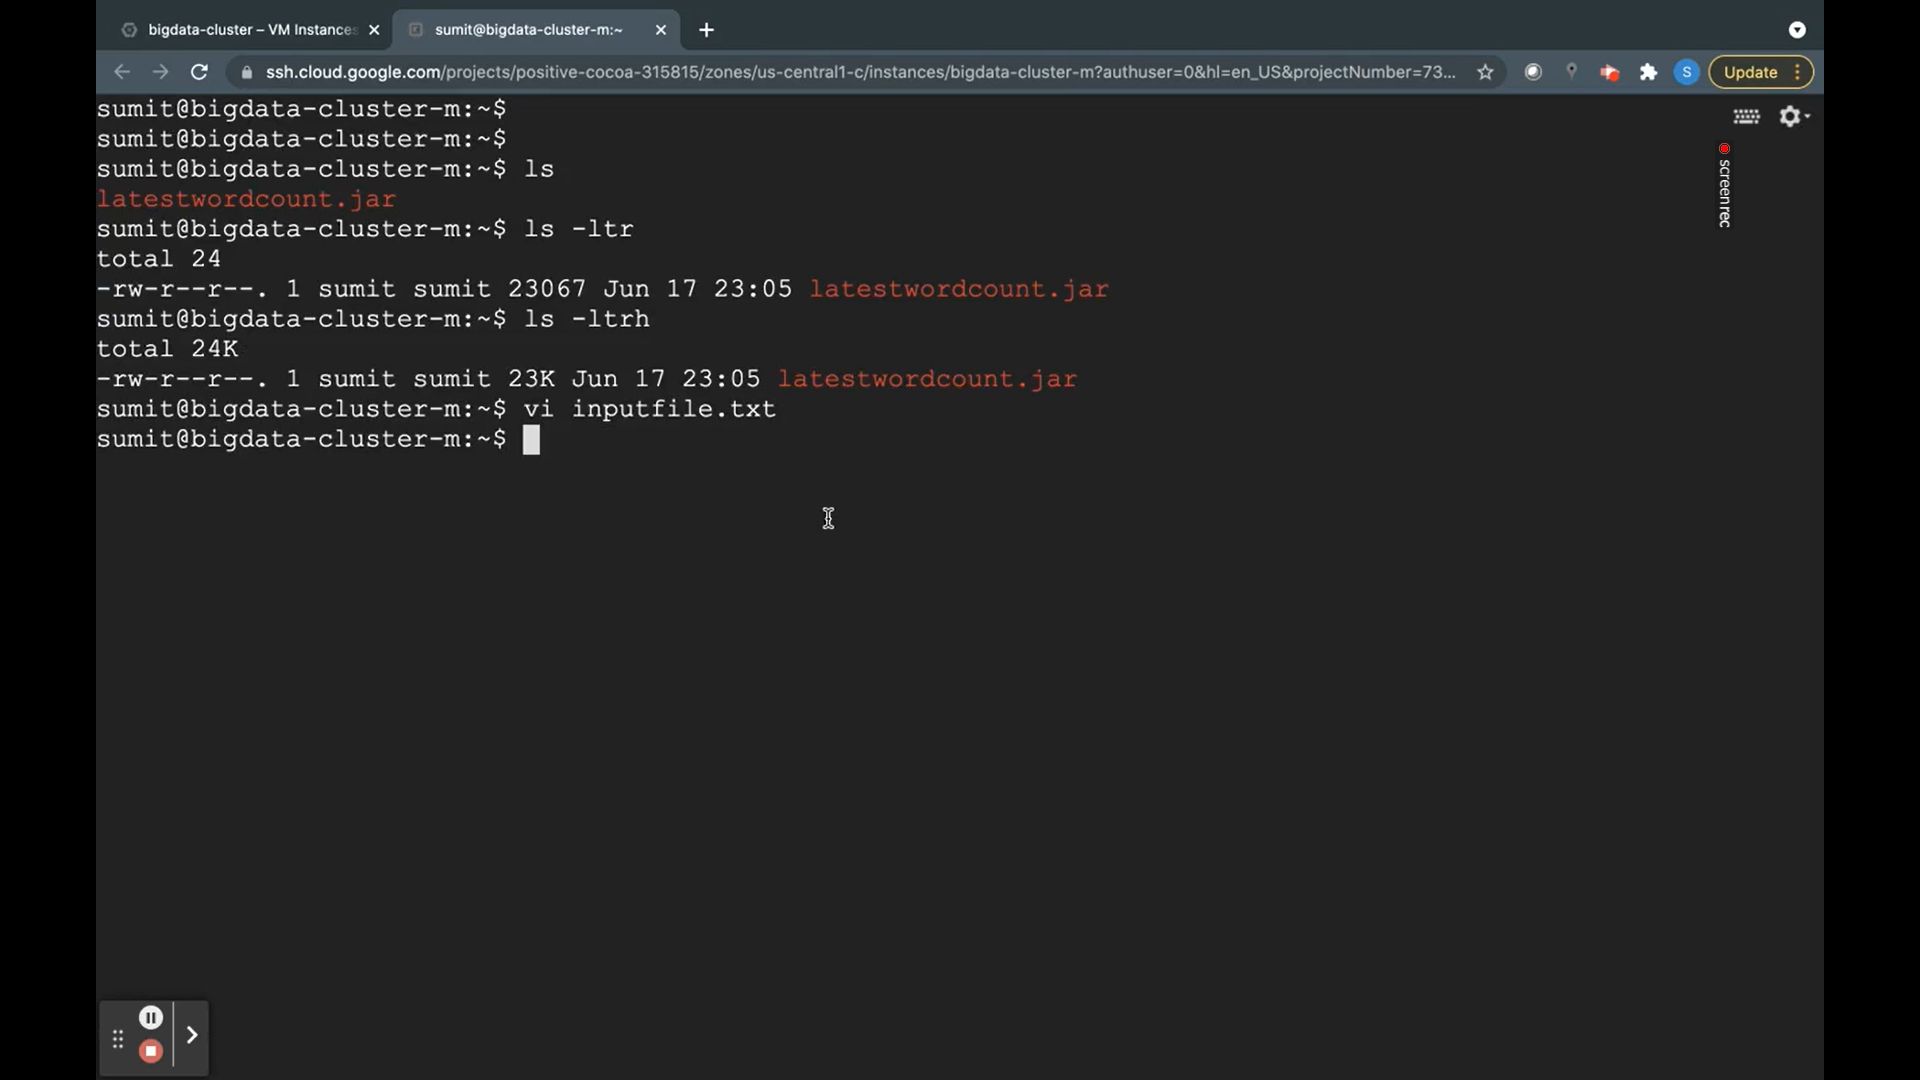 bigdata-cluster – VM Instances
sumit@bigdata-cluster-m:~
ssh.cloud.google.com/projects/positive-cocoa-315815/zones/us-central1-c/instances/bigdata-cluster-m?authuser=0&hl=en_US&projectNumber=73...
S
Update
sumit@bigdata-cluster-m:~$
sumit@bigdata-cluster-m:~$
sumit@bigdata-cluster-m:~$ ls
latestwordcount.jar
sumit@bigdata-cluster-m:~$ ls -ltr
total 24
-rw-r--r--. 1 sumit sumit 23067 Jun 17 23:05 latestwordcount.jar
sumit@bigdata-cluster-m:~$ ls -ltrh
total 24K
-rw-r--r--. 1 sumit sumit 23K Jun 17 23:05 latestwordcount.jar
sumit@bigdata-cluster-m:~$ vi inputfile.txt
sumit@bigdata-cluster-m:~$
screenrec